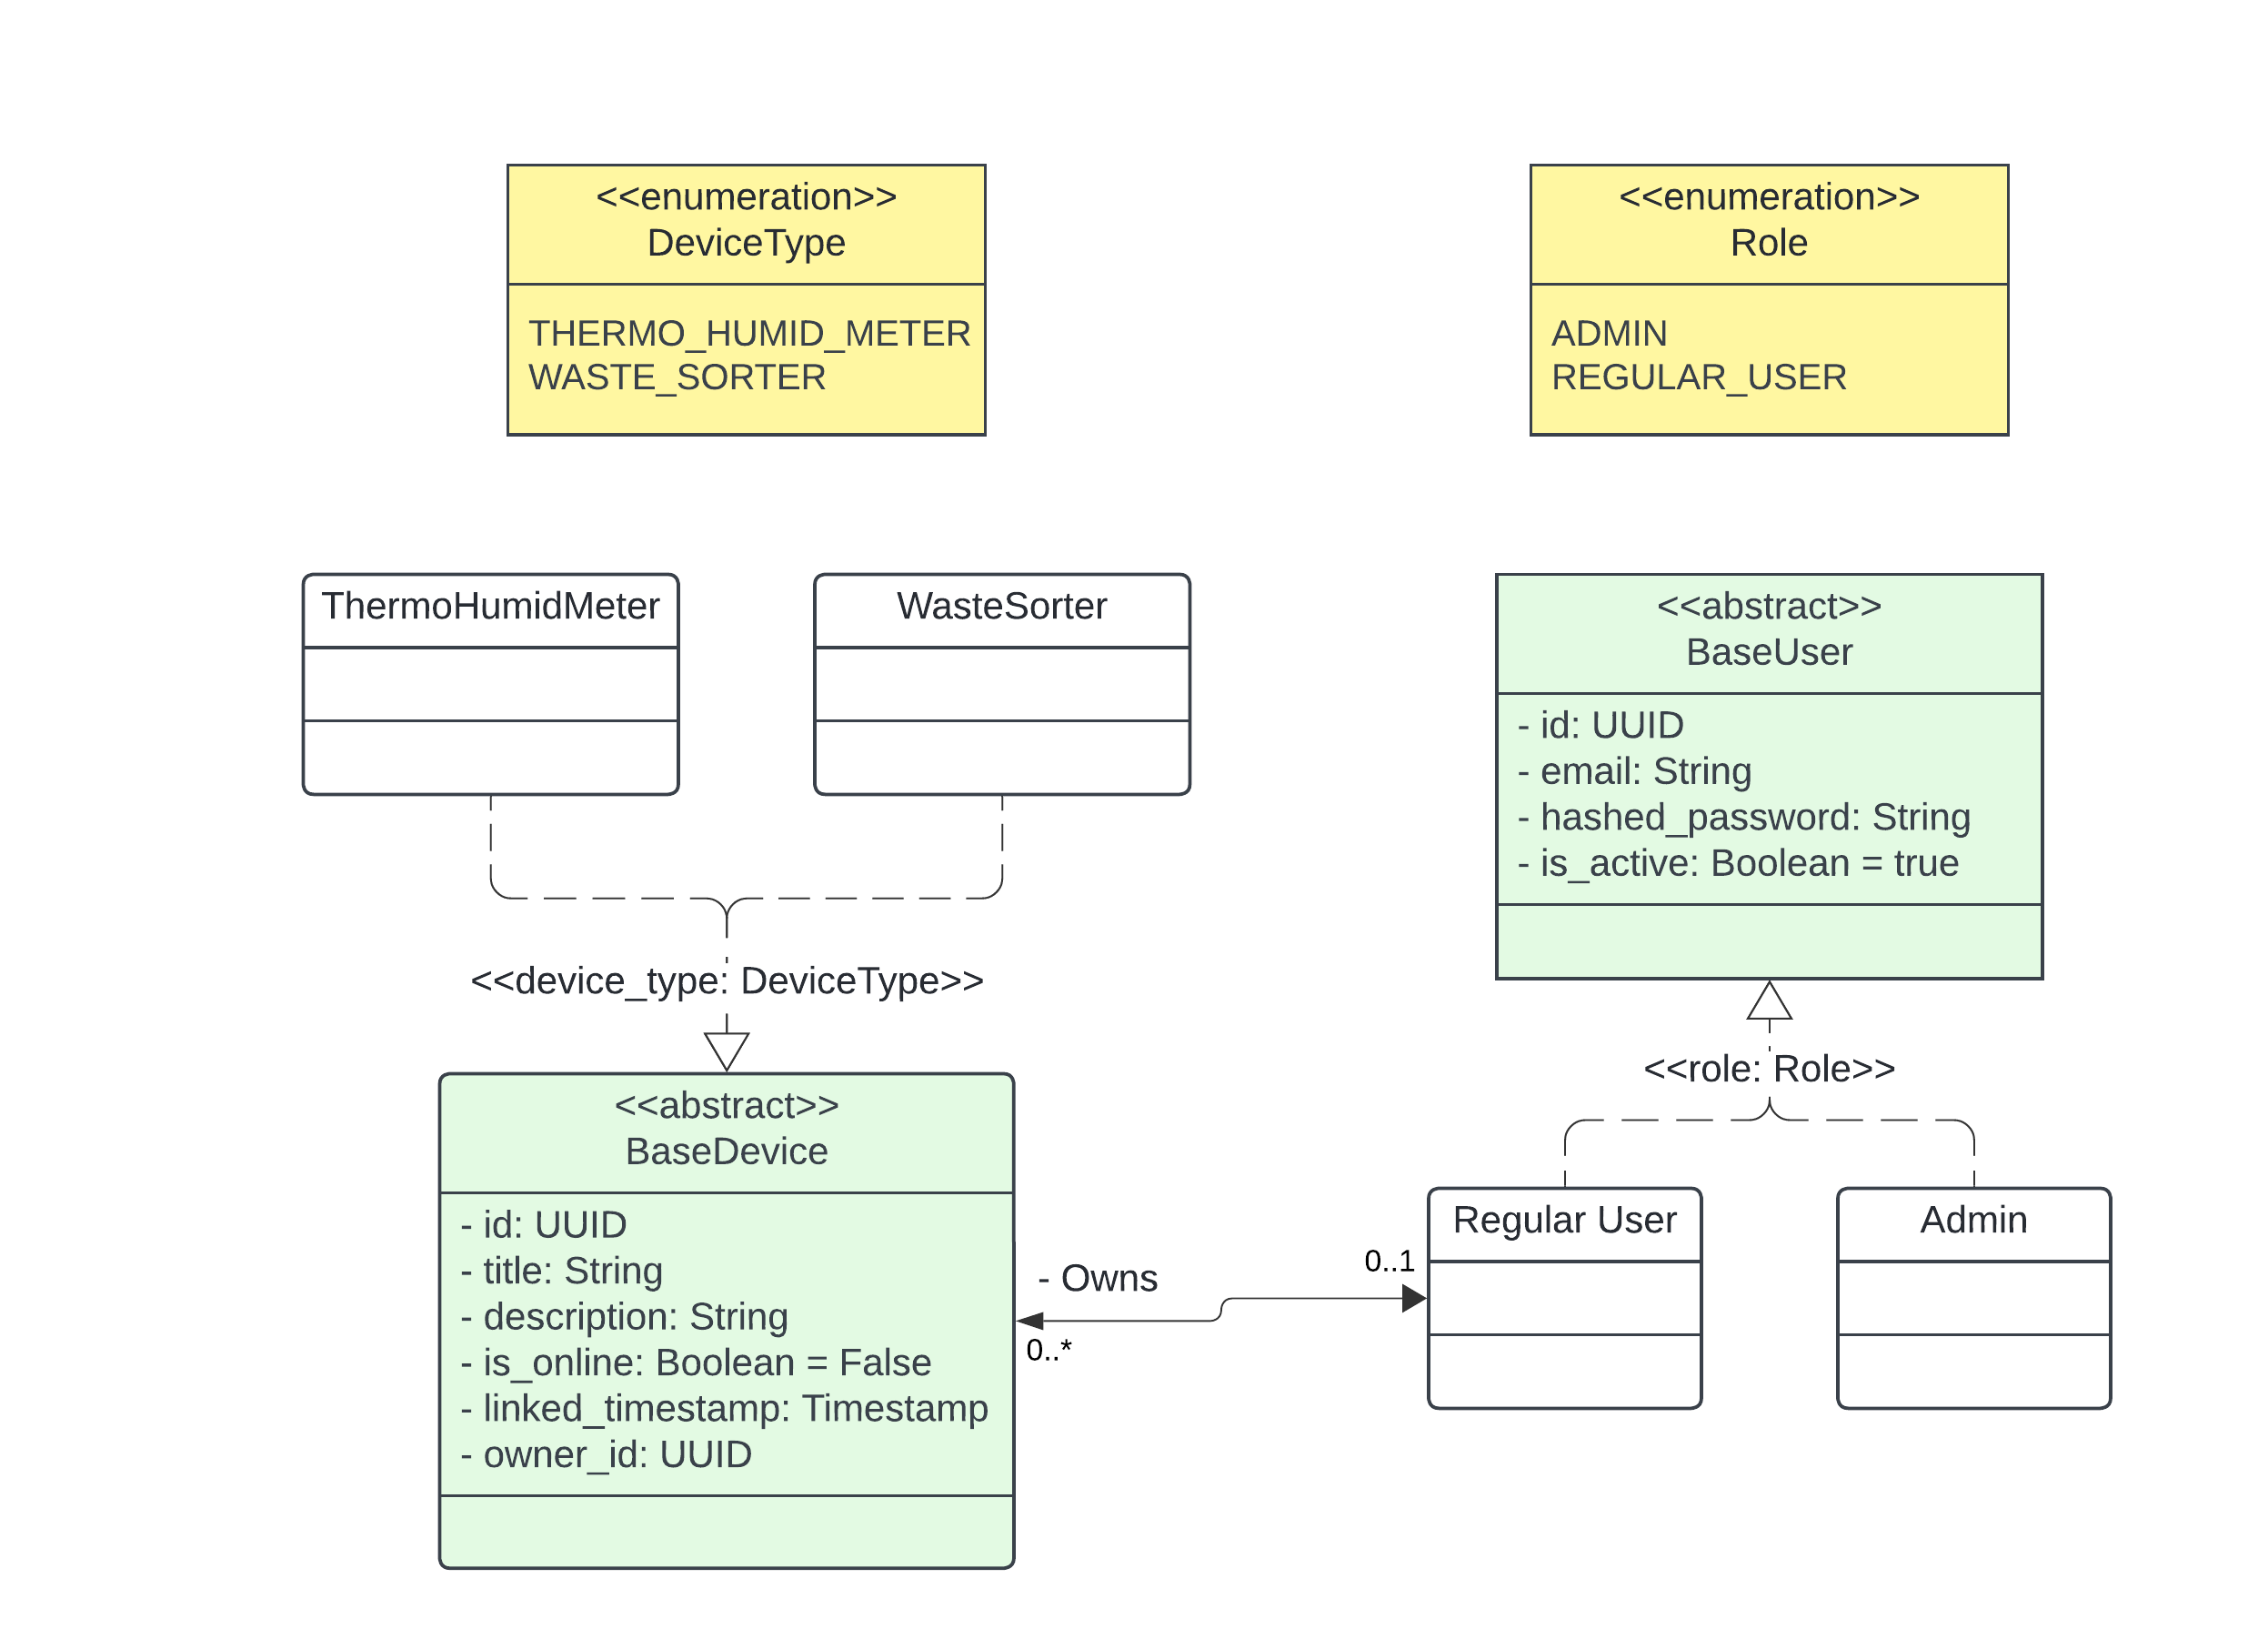 <<enumeration>>
DeviceType
THERMO_HUMID_METER
WASTE_SORTER
<<enumeration>>
Role
ADMIN
REGULAR_USER
ThermoHumidMeter
WasteSorter
<<abstract>>
BaseUser
- id: UUID
- email: String
- hashed_password: String
- is_active: Boolean = true
<<device_type: DeviceType>>
<<role: Role>>
<<abstract>>
BaseDevice
- id: UUID
- title: String
- description: String
- is_online: Boolean = False
- linked_timestamp: Timestamp
- owner_id: UUID
- Owns
0..*
0..1
Regular User
Admin